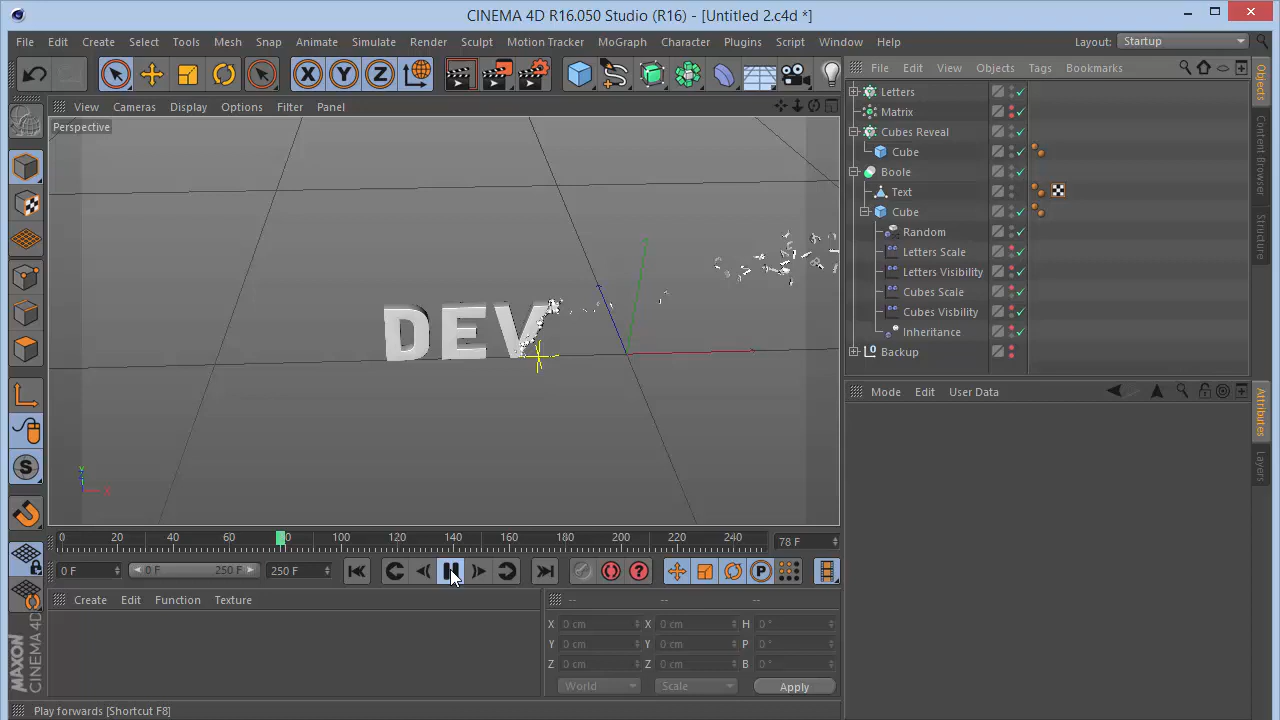 CINEMA 4D R16.050 Studio (R16) - [Untitled 2.c4d *]
File Edit Create Select Tools Mesh Snap Animate Simulate Render Sculpt Motion Tracker MoGraph Character Plugins Script Window Help
Layout: Startup
X Y Z
File Edit View Objects Tags Bookmarks
View Cameras Display Options Filter Panel
Perspective
Letters
Matrix
Cubes Reveal
Cube
Boole
Text
Cube
Random
Letters Scale
Letters Visibility
Cubes Scale
Cubes Visbility
Inheritance
L0 Backup
Objects
Content Browser
Structure
DEV
Y
Z X
S
Mode Edit User Data
Attributes
Layers
0 20 40 60 80 100 120 140 160 180 200 220 240 78 F
0 F 0 F 250 F 250 F
P
Create Edit Function Texture
-- -- --
X 0 cm X 0 cm H 0 °
Y 0 cm Y 0 cm P 0 °
Z 0 cm Z 0 cm B 0 °
World Scale Apply
MAXON
CINEMA 4D
Play forwards [Shortcut F8]